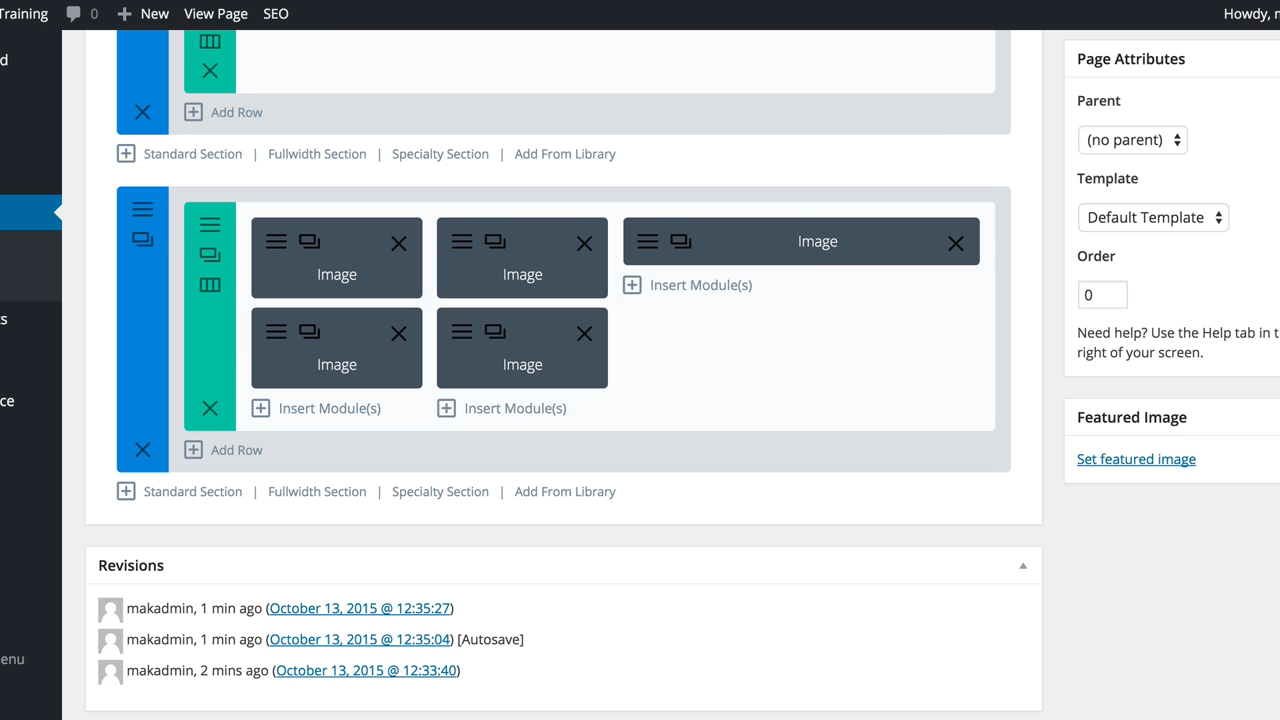 Training 0 New View Page SEO Howdy,
Add Row
Standard Section | Fullwidth Section | Specialty Section | Add From Library
Image Image Image
Insert Module(s)
Image Image
Insert Module(s) Insert Module(s)
Add Row
Standard Section | Fullwidth Section | Specialty Section | Add From Library
Revisions
makadmin, 1 min ago (October 13, 2015 @ 12:35:27)
makadmin, 1 min ago (October 13, 2015 @ 12:35:04) [Autosave]
makadmin, 2 mins ago (October 13, 2015 @ 12:33:40)
Page Attributes
Parent
(no parent)
Template
Default Template
Order
0
Need help? Use the Help tab in t
right of your screen.
Featured Image
Set featured image
d
s
ce
enu